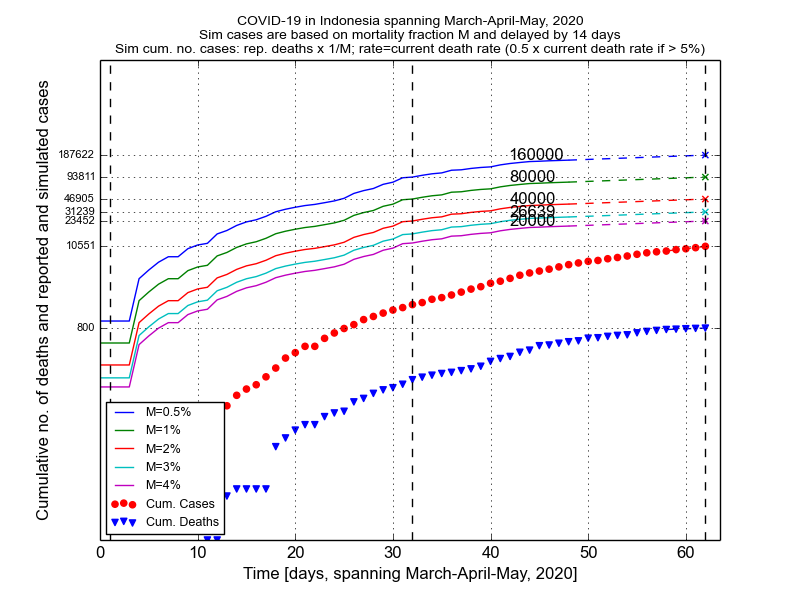 COVID-19 in Indonesia spanning March-April-May, 2020
Sim cases are based on mortality fraction M and delayed by 14 days
Sim cum. no. cases: rep. deaths x 1/M; rate=current death rate (0.5 x current death rate if > 5%)
Cumulative no. of deaths and reported and simulated cases
187622
93811
46905
31239
23452
10551
800
160000
80000
40000
26639
20000
M=0.5%
M=1%
M=2%
M=3%
M=4%
Cum. Cases
Cum. Deaths
0 10 20 30 40 50 60
Time [days, spanning March-April-May, 2020]